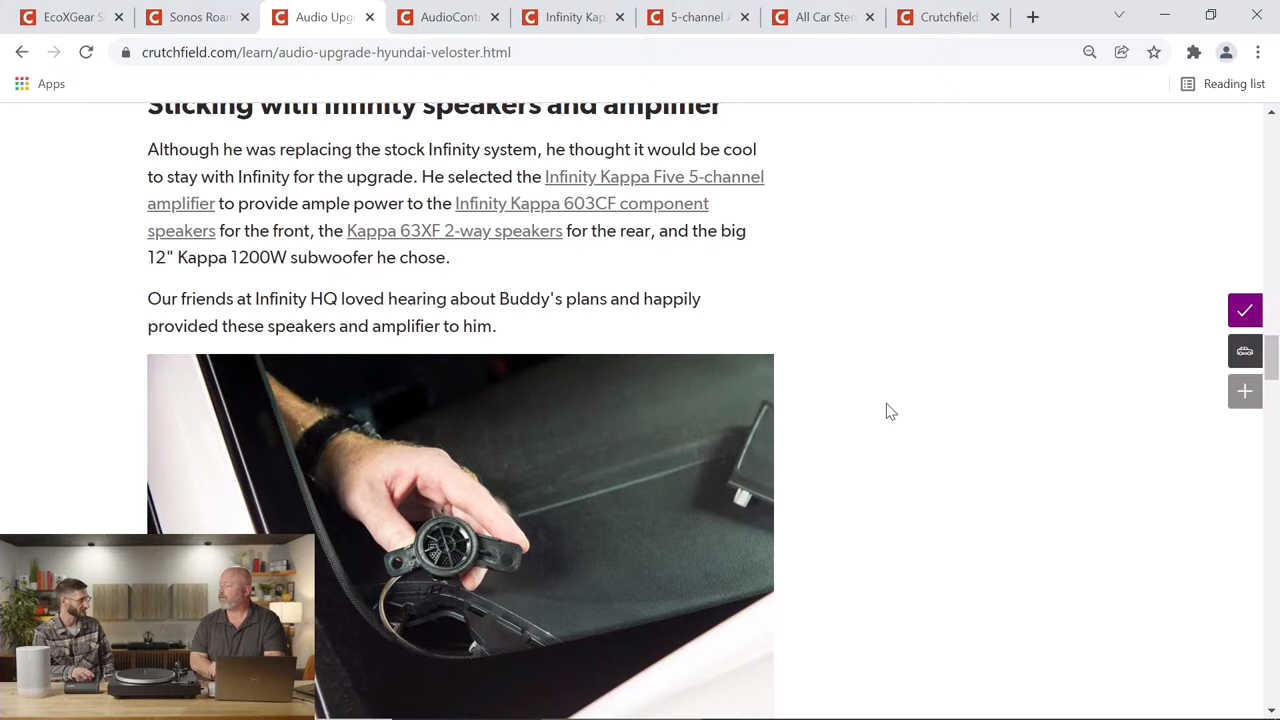 EcoXGear S
Sonos Roar
Audio Upg
AudioCont
Infinity Kap
5-channel A
All Car Ster
Crutchfield:
crutchfield.com/learn/audio-upgrade-hyundai-veloster.html
Apps
Reading list
Sticking with Infinity speakers and amplifier
Although he was replacing the stock Infinity system, he thought it would be cool
to stay with Infinity for the upgrade. He selected the Infinity Kappa Five 5-channel
amplifier to provide ample power to the Infinity Kappa 603CF component
speakers for the front, the Kappa 63XF 2-way speakers for the rear, and the big
12" Kappa 1200W subwoofer he chose.
Our friends at Infinity HQ loved hearing about Buddy's plans and happily
provided these speakers and amplifier to him.